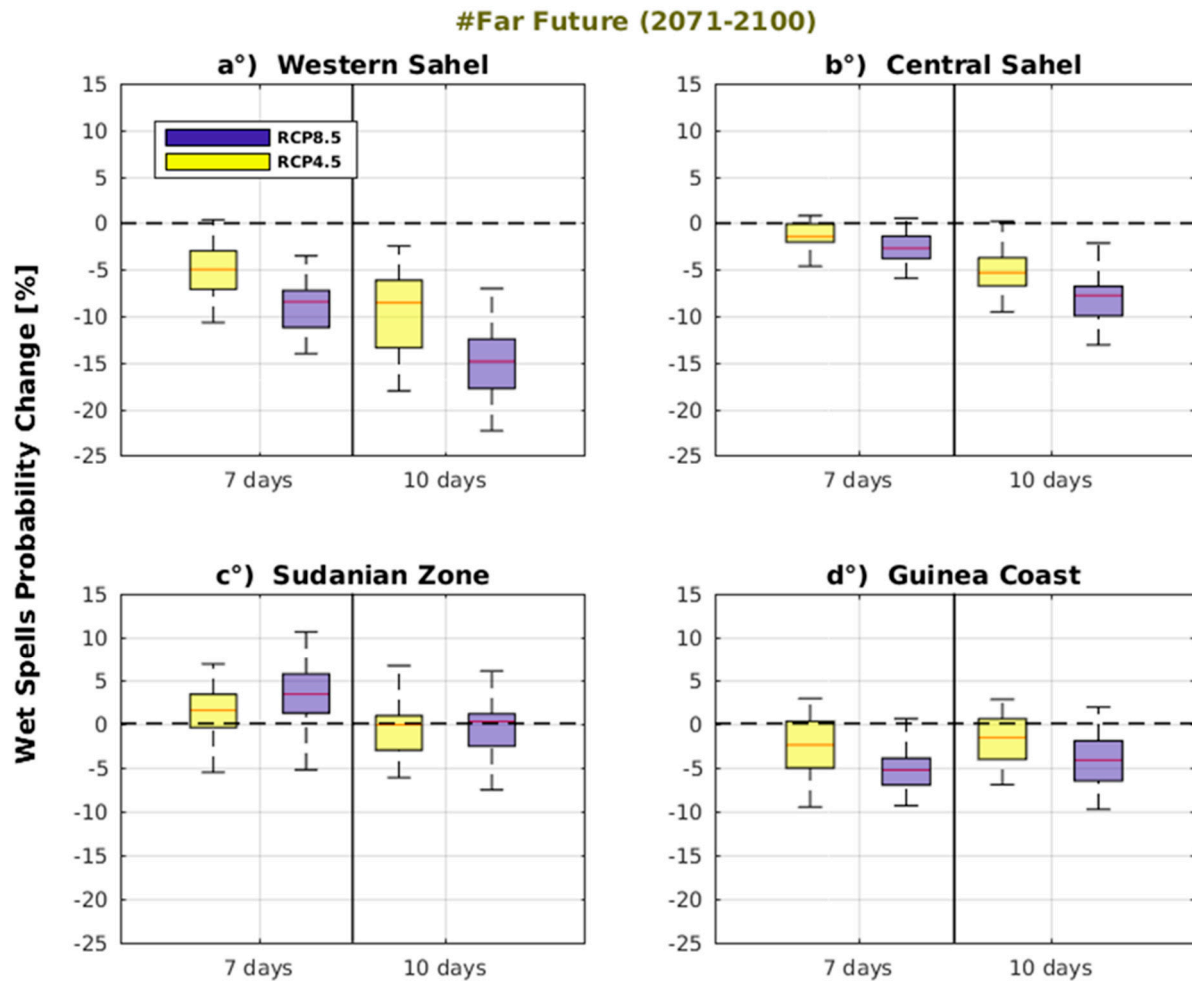 #Far Future (2071-2100)
a°) Western Sahel
b°) Central Sahel
15
10
5
0
-5
-10
-15
-20
-25
RCP8.5
RCP4.5
7 days
10 days
15
10
5
0
-5
-10
-15
-20
-25
7 days
10 days
Wet Spells Probability Change [%]
c°) Sudanian Zone
d°) Guinea Coast
15
10
5
0
-5
-10
-15
-20
-25
7 days
10 days
15
10
5
0
-5
-10
-15
-20
-25
7 days
10 days